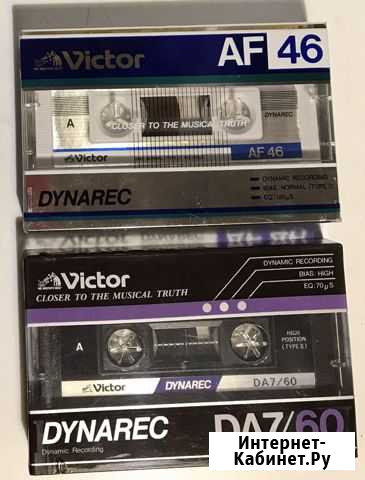 Victor AF 46
A
CLOSER TO THE MUSICAL TRUTH
Victor AF 46
DYNAREC
DYNAMIC RECORDING
BIAS: NORMAL (TYPE I)
EQ: 120μS
Victor
CLOSER TO THE MUSICAL TRUTH
DYNAMIC RECORDING
BIAS: HIGH
EQ: 70μS
A
HIGH
POSITION
(TYPE II)
Victor DYNAREC DA7/60
DYNAREC DA7/60
Dynamic Recording
Интернет-
Кабинет.Ру